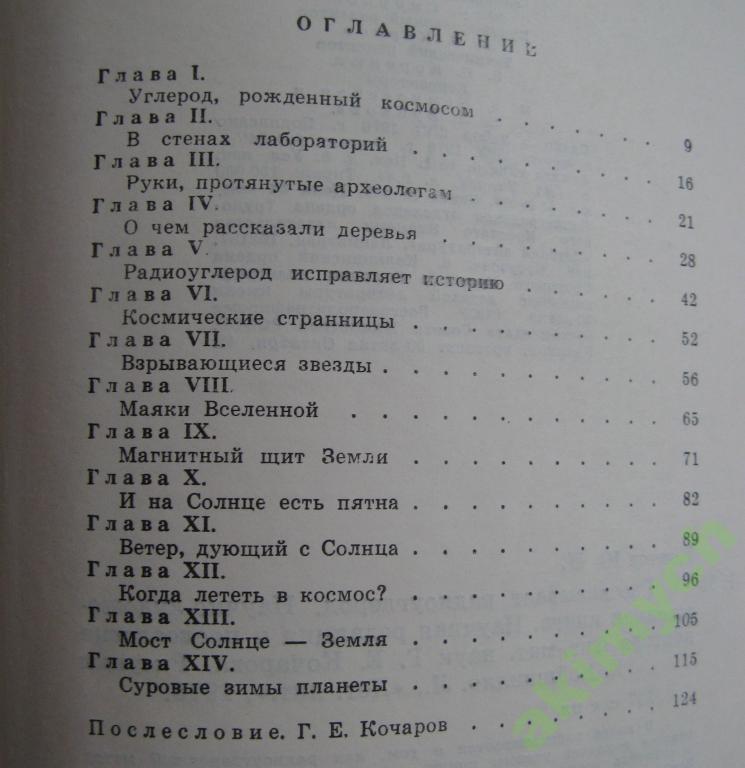 ОГЛАВЛЕНИЕ
Глава I.
Углерод, рожденный космосом . . . . . . 9
Глава II.
В стенах лабораторий . . . . . . . . 16
Глава III.
Руки, протянутые археологам . . . . . . . 21
Глава IV.
О чем рассказали деревья . . . . . . . . 28
Глава V.
Радиоуглерод исправляет историю . . . . . 42
Глава VI.
Космические странницы . . . . . . . . 52
Глава VII.
Взрывающиеся звезды . . . . . . . . . 56
Глава VIII.
Маяки Вселенной . . . . . . . . . . 65
Глава IX.
Магнитный щит Земли . . . . . . . . . 71
Глава X.
И на Солнце есть пятна . . . . . . . . 82
Глава XI.
Ветер, дующий с Солнца . . . . . . . . 89
Глава XII.
Когда лететь в космос? . . . . . . . . 96
Глава XIII.
Мост Солнце — Земля . . . . . . . . 105
Глава XIV.
Суровые зимы планеты . . . . . . . . 115
Послесловие. Г. Е. Кочаров . . . . . . . 124
akimych